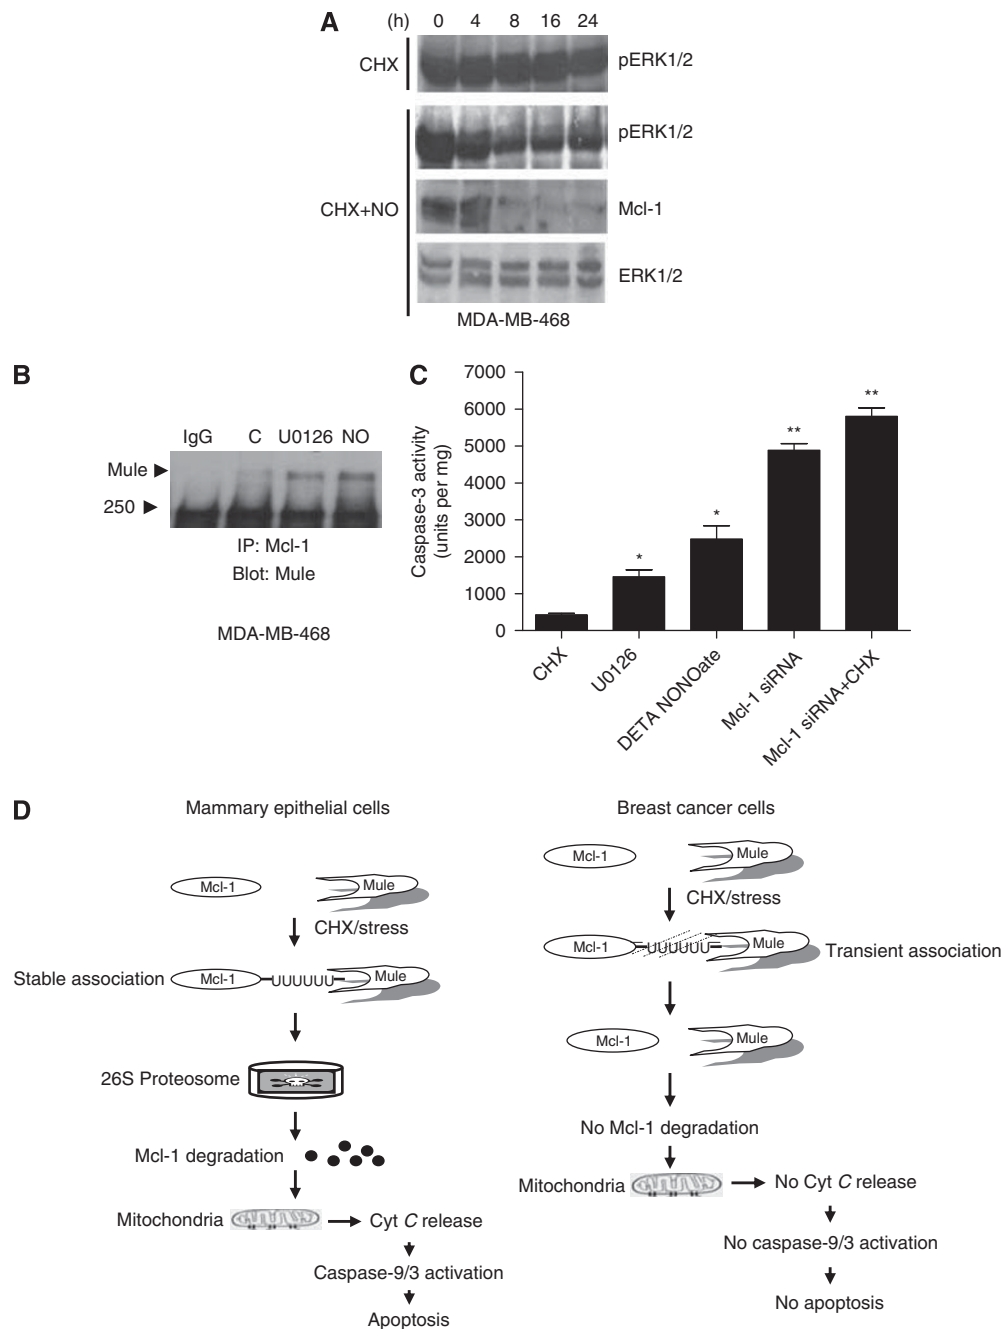 A
(h) 0 4 8 16 24
CHX
pERK1/2
pERK1/2
CHX+NO
Mcl-1
ERK1/2
MDA-MB-468
B
IgG C U0126 NO
Mule
250
IP: Mcl-1
Blot: Mule
MDA-MB-468
C
Caspase-3 activity
(units per mg)
7000
6000
5000
4000
3000
2000
1000
0
*
*
**
**
CHX
U0126
DETA NONOate
Mcl-1 siRNA
Mcl-1 siRNA+CHX
D
Mammary epithelial cells
Mcl-1
Mule
CHX/stress
Stable association
Mcl-1
UUUUUU
Mule
26S Proteosome
Mcl-1 degradation
Mitochondria
Cyt C release
Caspase-9/3 activation
Apoptosis
Breast cancer cells
Mcl-1
Mule
CHX/stress
Mcl-1
UUUUUU
Mule
Transient association
Mcl-1
Mule
No Mcl-1 degradation
Mitochondria
No Cyt C release
No caspase-9/3 activation
No apoptosis